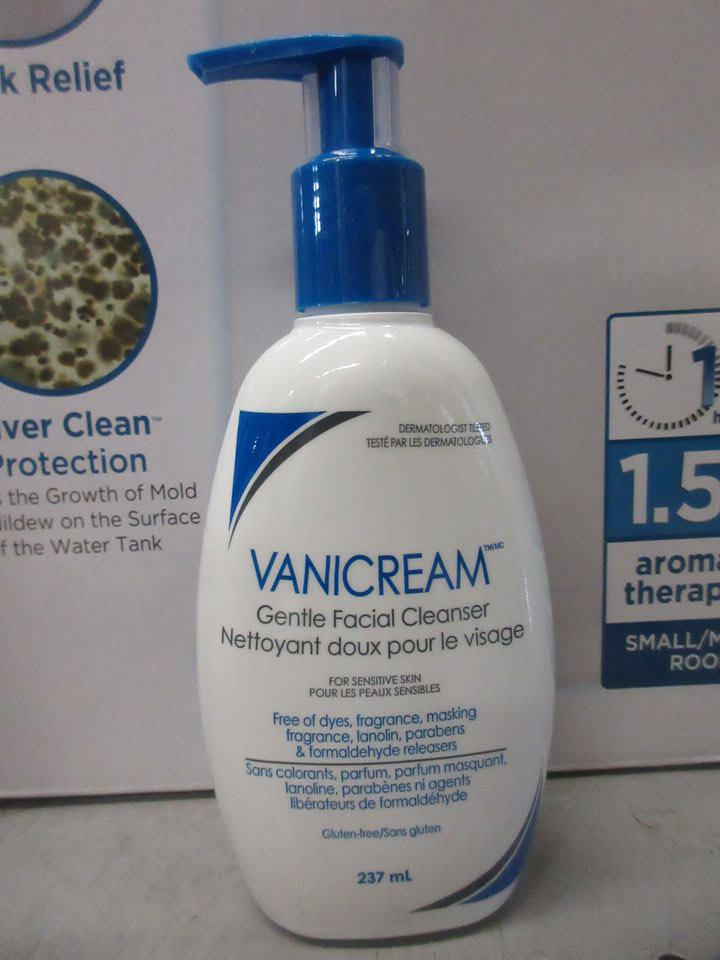 k Relief
ver Clean™
Protection
the Growth of Mold
ildew on the Surface
f the Water Tank
DERMATOLOGIST TESTED
TESTÉ PAR LES DERMATOLOGUES
VANICREAM TM/MC
Gentle Facial Cleanser
Nettoyant doux pour le visage
FOR SENSITIVE SKIN
POUR LES PEAUX SENSIBLES
Free of dyes, fragrance, masking
fragrance, lanolin, parabens
& formaldehyde releasers
Sans colorants, parfum, parfum masquant,
lanoline, parabènes ni agents
libérateurs de formaldéhyde
Gluten-free/Sans gluten
237 mL
1
h
1.5
aroma
therap
SMALL/M
ROO